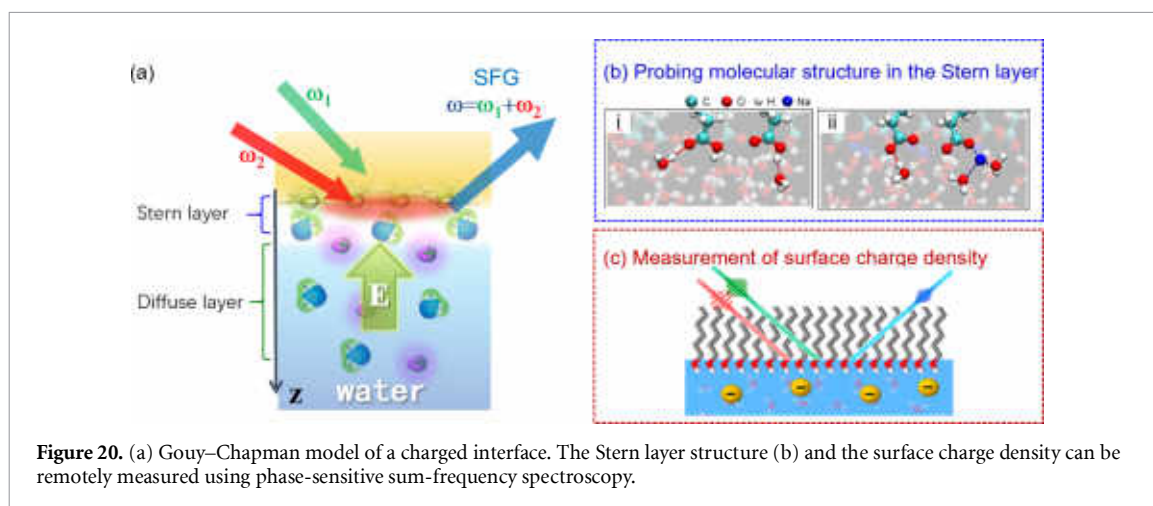 (a)
SFG
ω=ω₁+ω₂
ω₁
ω₂
Stern layer
Diffuse layer
E
z
water
(b) Probing molecular structure in the Stern layer
C O H Na
i
ii
(c) Measurement of surface charge density
Figure 20. (a) Gouy–Chapman model of a charged interface. The Stern layer structure (b) and the surface charge density can be
remotely measured using phase-sensitive sum-frequency spectroscopy.